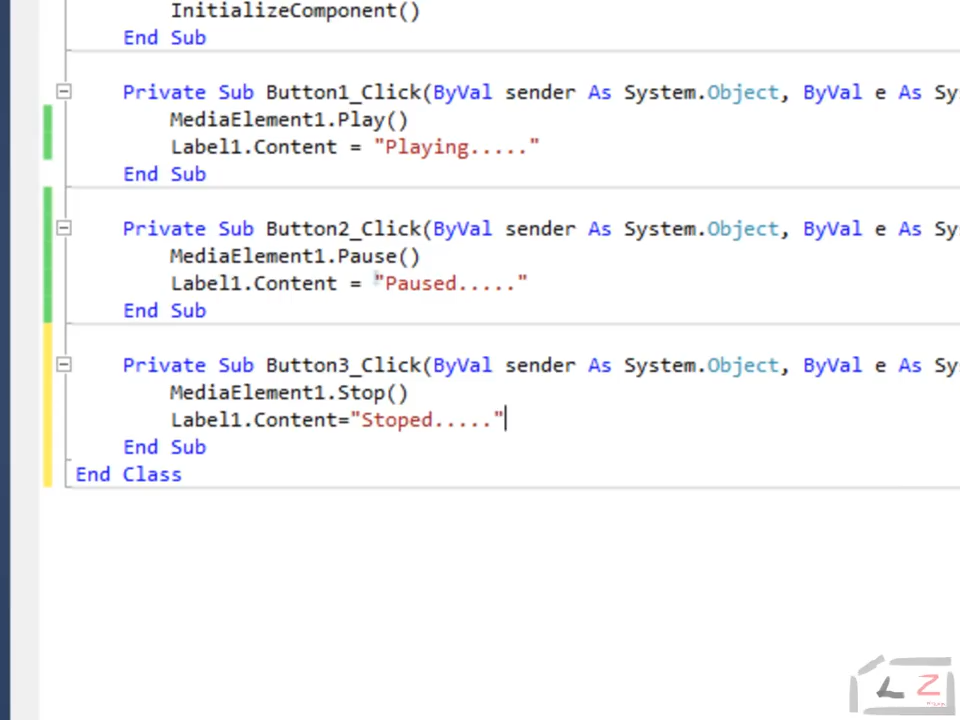 InitializeComponent()
End Sub
Private Sub Button1_Click(ByVal sender As System.Object, ByVal e As Sy
MediaElement1.Play()
Label1.Content = "Playing....."
End Sub
Private Sub Button2_Click(ByVal sender As System.Object, ByVal e As Sy
MediaElement1.Pause()
Label1.Content = "Paused....."
End Sub
Private Sub Button3_Click(ByVal sender As System.Object, ByVal e As Sy
MediaElement1.Stop()
Label1.Content="Stoped....."
End Sub
End Class
L Z